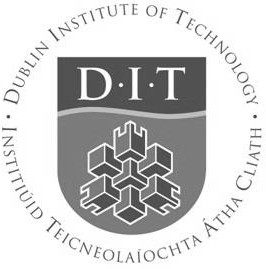 · DUBLIN INSTITUTE OF TECHNOLOGY ·
D·I·T
INSTITIÚID TEICNEOLAÍOCHTA ÁTHA CLIATH